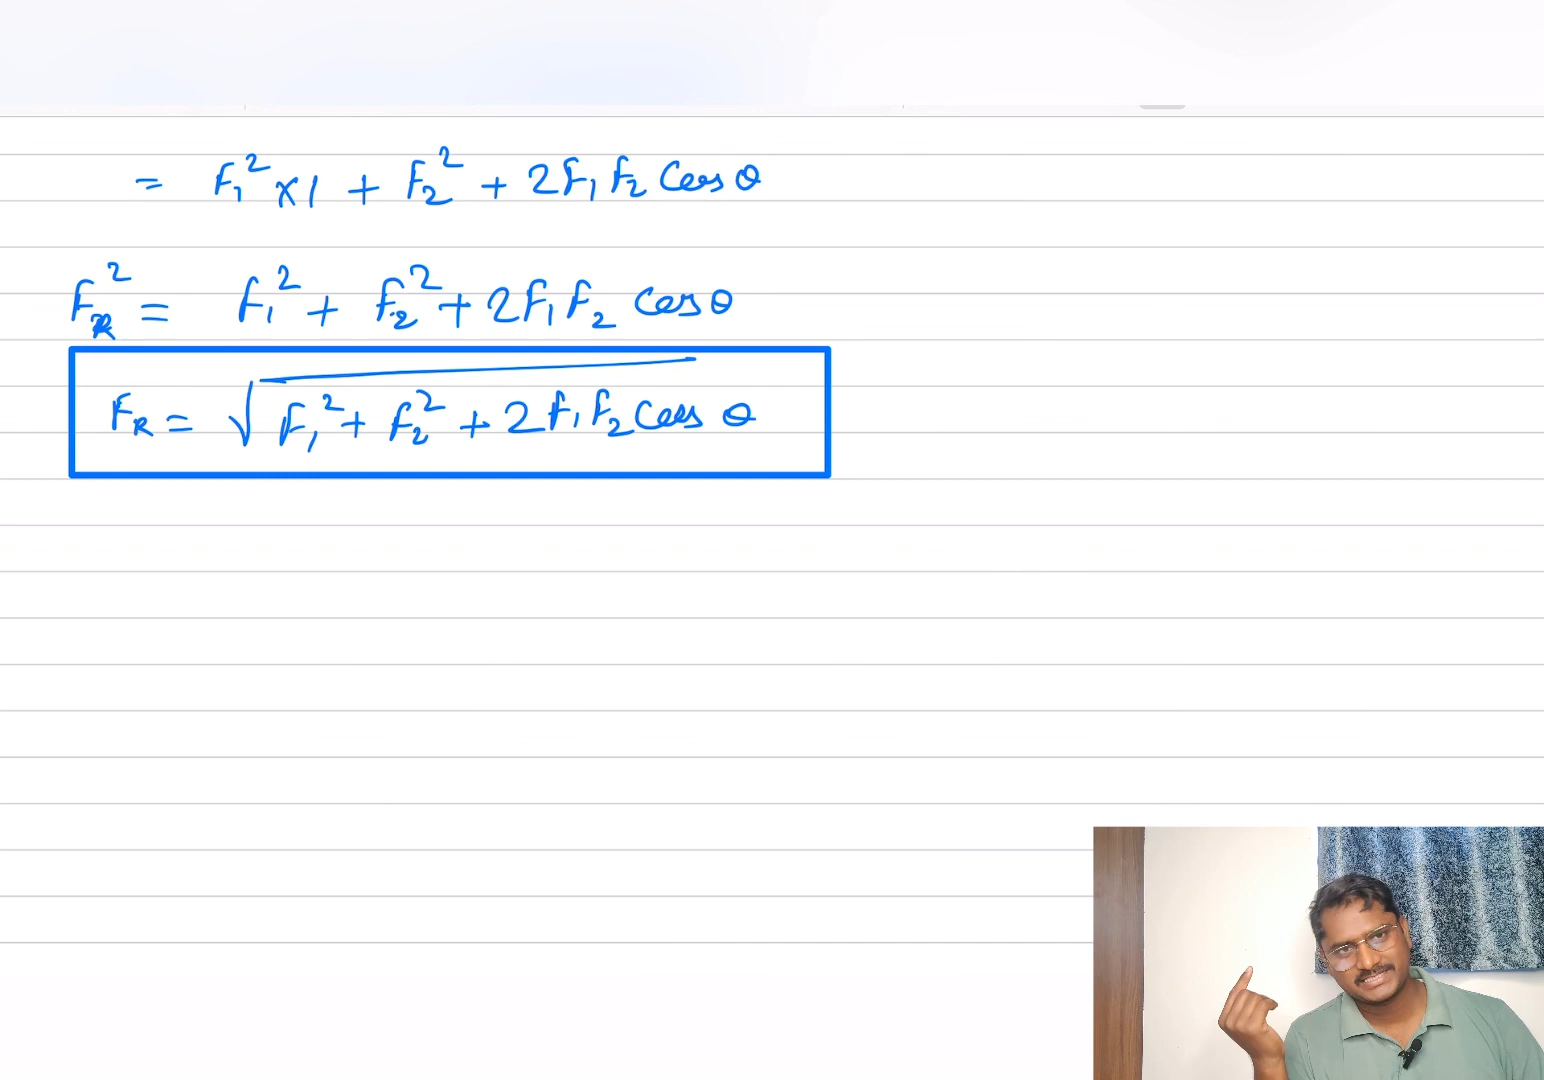 = F₁² × 1 + F₂² + 2F₁F₂ Cos θ
F_R² = F₁² + F₂² + 2F₁F₂ Cos θ
F_R = √(F₁² + F₂² + 2F₁F₂ Cos θ)